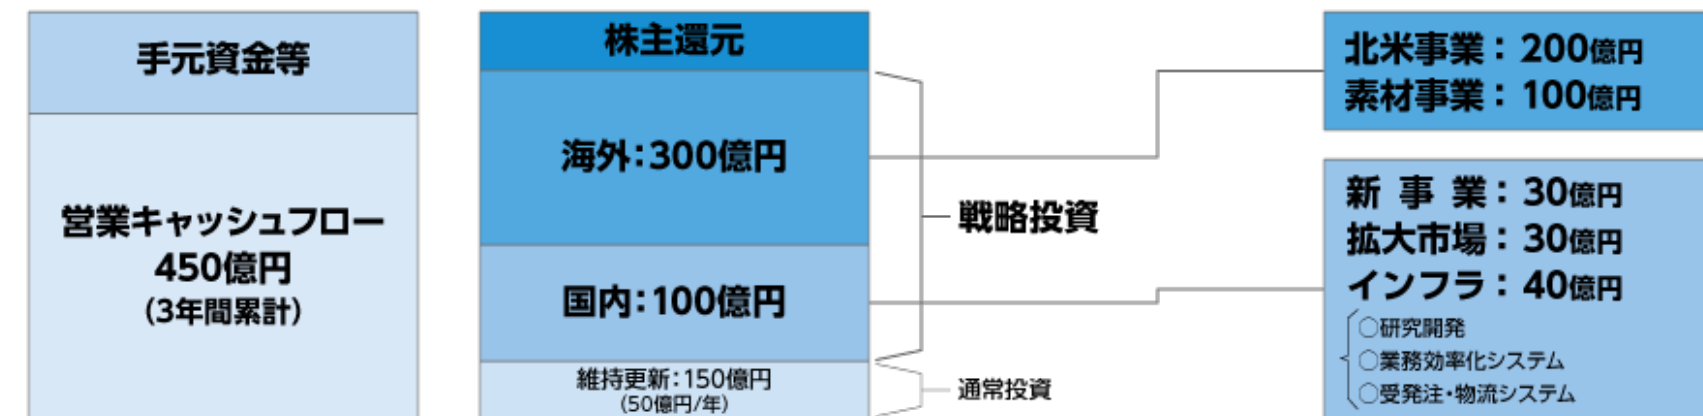 手元資金等
営業キャッシュフロー
450億円
(3年間累計)
株主還元
海外:300億円
国内:100億円
維持更新:150億円
(50億円/年)
戦略投資
通常投資
北米事業:200億円
素材事業:100億円
新事業:30億円
拡大市場:30億円
インフラ:40億円
○研究開発
○業務効率化システム
○受発注・物流システム